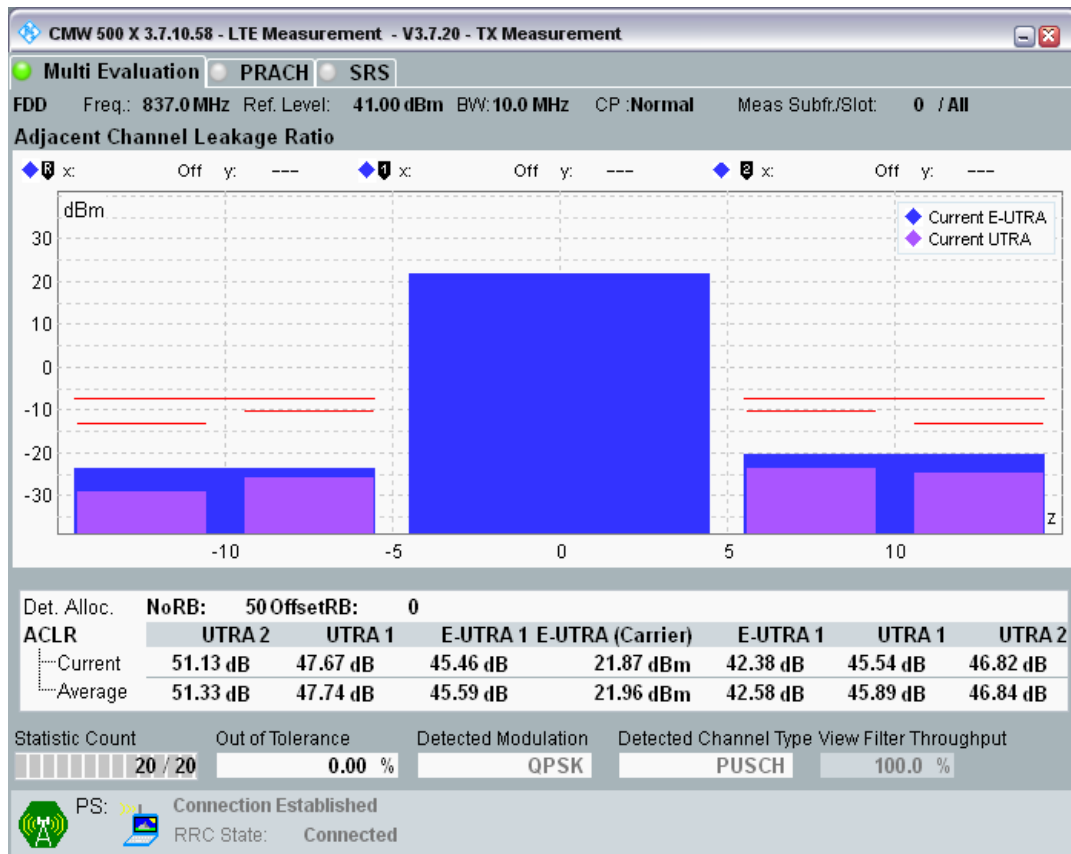 CMW 500 X 3.7.10.58 - LTE Measurement - V3.7.20 - TX Measurement
Multi Evaluation PRACH SRS
FDD Freq.: 837.0 MHz Ref. Level: 41.00 dBm BW: 10.0 MHz CP :Normal Meas Subfr./Slot: 0 / All
Adjacent Channel Leakage Ratio
R x: Off y: --- 1 x: Off y: --- 2 x: Off y: ---
dBm
Current E-UTRA
Current UTRA
30
20
10
0
-10
-20
-30
z
-10 -5 0 5 10
Det. Alloc. NoRB: 50 OffsetRB: 0
ACLR UTRA 2 UTRA 1 E-UTRA 1 E-UTRA (Carrier) E-UTRA 1 UTRA 1 UTRA 2
Current 51.13 dB 47.67 dB 45.46 dB 21.87 dBm 42.38 dB 45.54 dB 46.82 dB
Average 51.33 dB 47.74 dB 45.59 dB 21.96 dBm 42.58 dB 45.89 dB 46.84 dB
Statistic Count Out of Tolerance Detected Modulation Detected Channel Type View Filter Throughput
20 / 20 0.00 % QPSK PUSCH 100.0 %
PS: Connection Established
RRC State: Connected